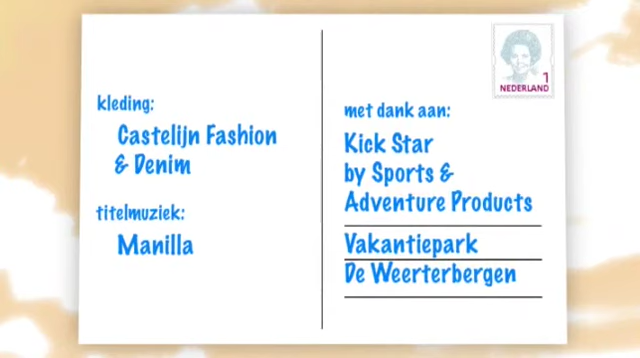 kleding:
Castelijn Fashion
& Denim
titelmuziek:
Manilla
1
NEDERLAND
met dank aan:
Kick Star
by Sports &
Adventure Products
Vakantiepark
De Weerterbergen